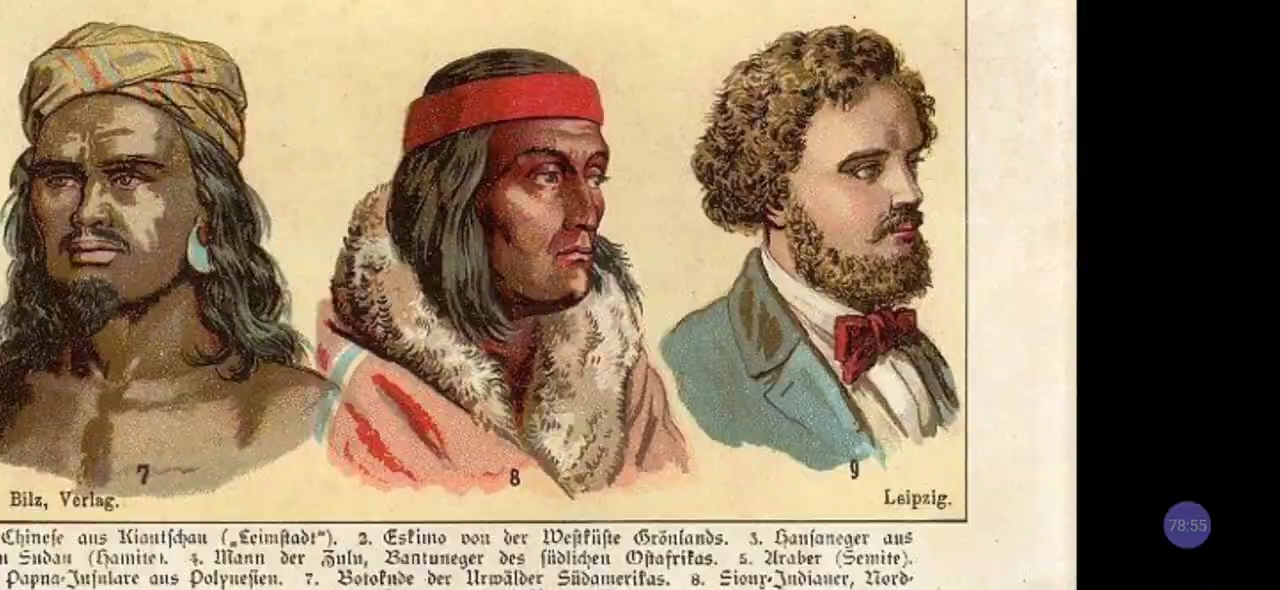 7
8
9
Bilz, Verlag. Leipzig.
Chinese aus Kiautschau („Leimstadt“). 2. Eskimo von der Westküste Grönlands. 3. Hausaneger aus
n Sudan (Hamite). 4. Mann der Zulu, Bantuneger des südlichen Ostafrikas. 5. Araber (Semite).
Papua-Insulare aus Polynesien. 7. Botokude der Urwälder Südamerikas. 8. Sioux-Indianer, Nord-
78:55